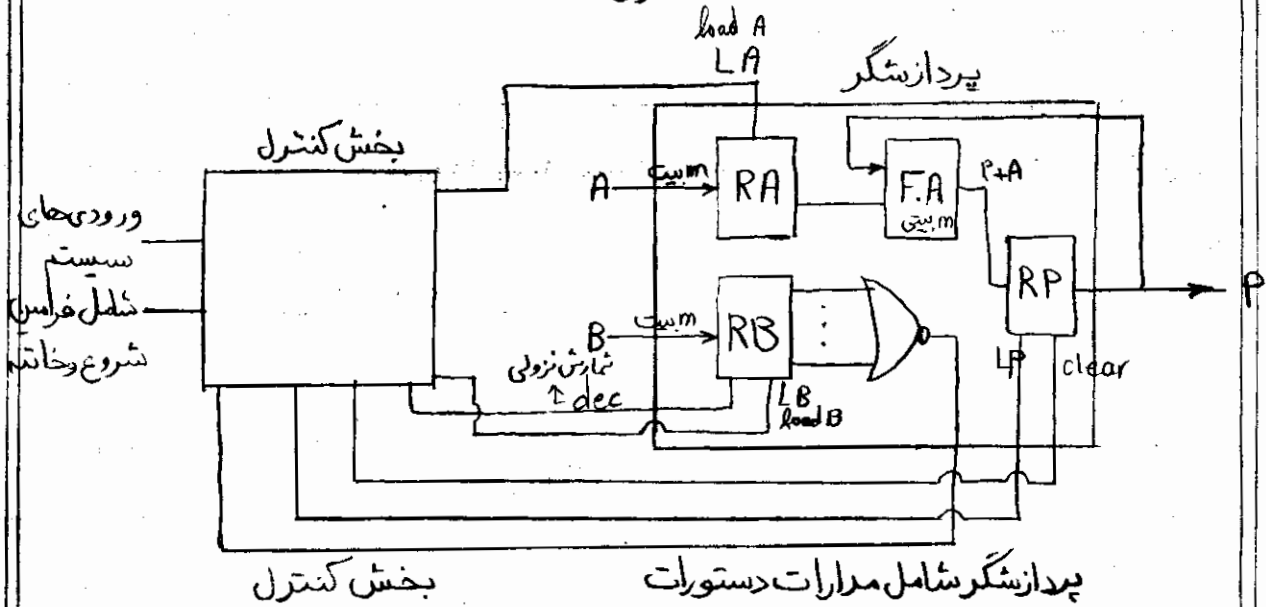 load A
LA
پردازشگر
بخش کنترل
A
m بیت
RA
F.A
m بیتی
P+A
ورودی‌های
سیستم
شامل فرامین
شروع و خاتمه
RP
P
B
m بیت
RB
شمارش نزولی
↑ dec
LB
load B
LP
clear
بخش کنترل
پردازشگر شامل مدارات دستورات